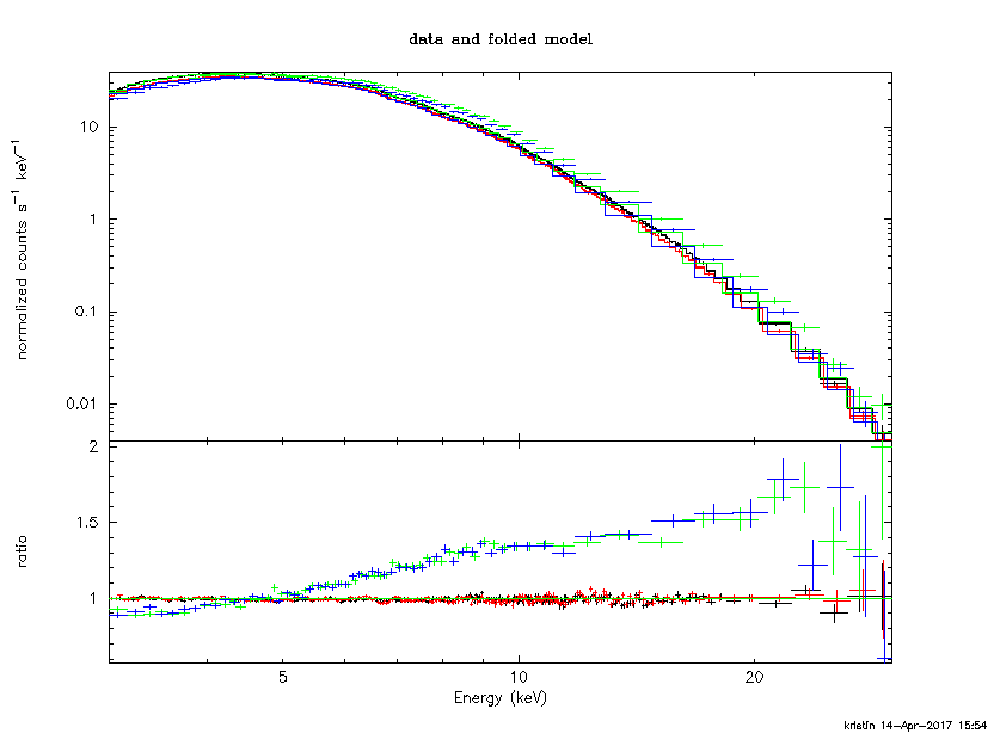 data and folded model
normalized counts s⁻¹ keV⁻¹
10
1
0.1
0.01
ratio
2
1.5
1
5
10
20
Energy (keV)
kristin 14−Apr−2017 15:54